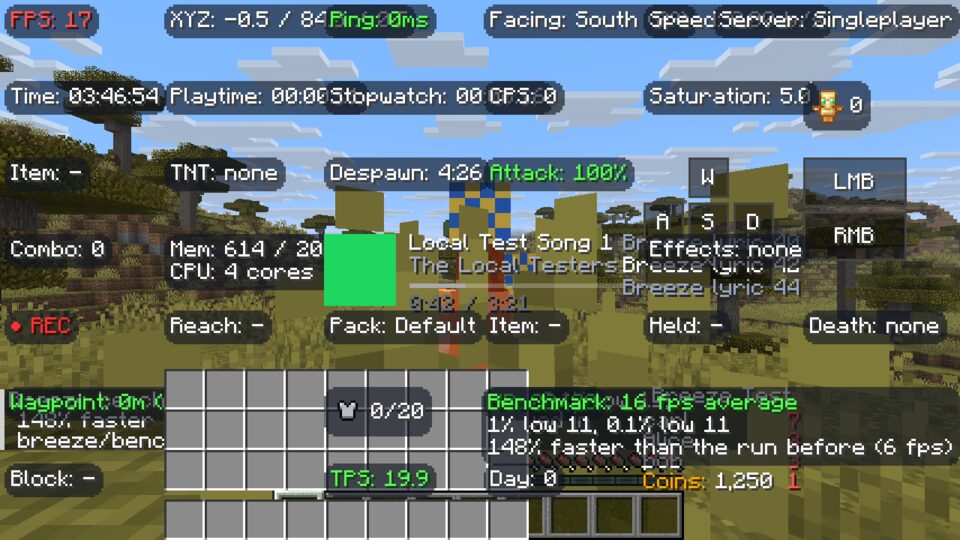 FPS: 17
XYZ: -0.5 / 84
Ping: 0ms
Facing: South
Speed
Server: Singleplayer
Time: 03:46:54
Playtime: 00:00
Stopwatch: 00
CPS: 0
Saturation: 5.0
0
Item: -
TNT: none
Despawn: 4:26
Attack: 100%
W
LMB
A S D
RMB
Combo: 0
Mem: 614 / 20
CPU: 4 cores
Local Test Song 1
The Local Testers
0:42 / 3:21
Effects: none
Breeze lyric 42
Breeze lyric 44
REC
Reach: -
Pack: Default
Item: -
Held: -
Death: none
Waypoint: 0m
148% faster
breeze/benc
0/20
Benchmark: 16 fps average
1% low 11, 0.1% low 11
148% faster than the run before (6 fps)
Block: -
TPS: 19.9
Day: 0
Coins: 1,250
1